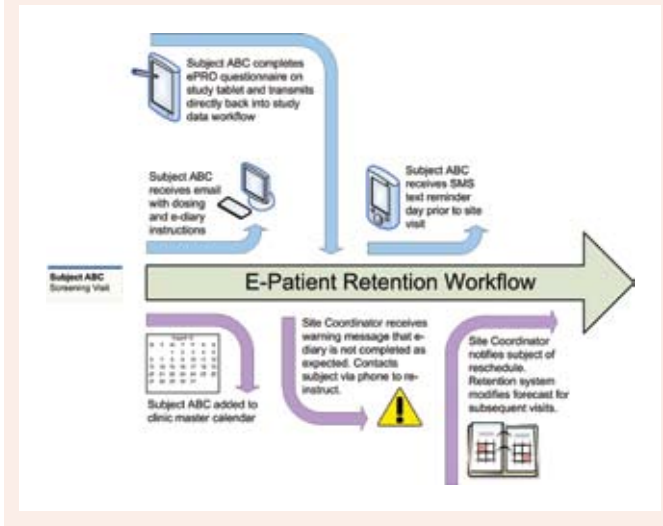 Subject ABC completes
ePRO questionnaire on
study tablet and transmits
directly back into study
data workflow
Subject ABC
receives email
with dosing
and e-diary
instructions
Subject ABC
receives SMS
text reminder
day prior to site
visit
Subject ABC
Screening Visit
E-Patient Retention Workflow
Subject ABC added to
clinic master calendar
Site Coordinator receives
warning message that e-
diary is not completed as
expected. Contacts
subject via phone to re-
instruct.
Site Coordinator
notifies subject of
reschedule.
Retention system
modifies forecast for
subsequent visits.